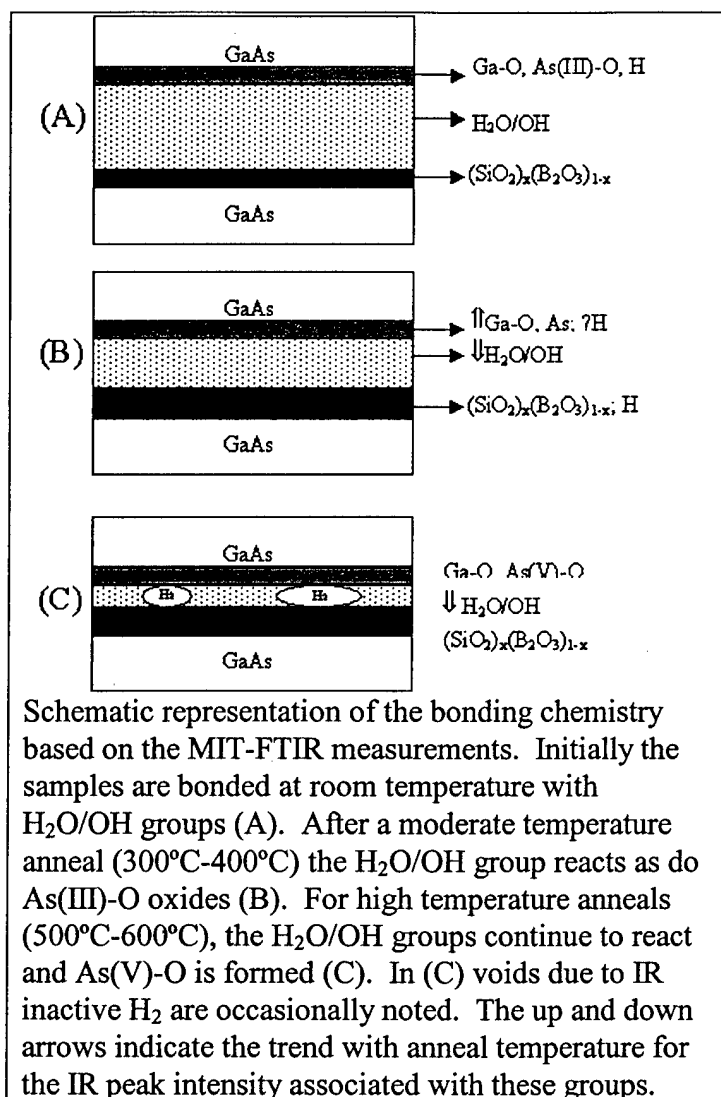 GaAs
Ga-O, As(III)-O, H
(A)
H₂O/OH
(SiO₂)ₓ(B₂O₃)₁₋ₓ
GaAs
GaAs
⇑Ga-O, As; ?H
(B)
⇓H₂O/OH
(SiO₂)ₓ(B₂O₃)₁₋ₓ; H
GaAs
GaAs
Ga-O, As(V)-O
(C)
H₂ H₂
⇓H₂O/OH
(SiO₂)ₓ(B₂O₃)₁₋ₓ
GaAs
Schematic representation of the bonding chemistry
based on the MIT-FTIR measurements. Initially the
samples are bonded at room temperature with
H₂O/OH groups (A). After a moderate temperature
anneal (300ºC-400ºC) the H₂O/OH group reacts as do
As(III)-O oxides (B). For high temperature anneals
(500ºC-600ºC), the H₂O/OH groups continue to react
and As(V)-O is formed (C). In (C) voids due to IR
inactive H₂ are occasionally noted. The up and down
arrows indicate the trend with anneal temperature for
the IR peak intensity associated with these groups.